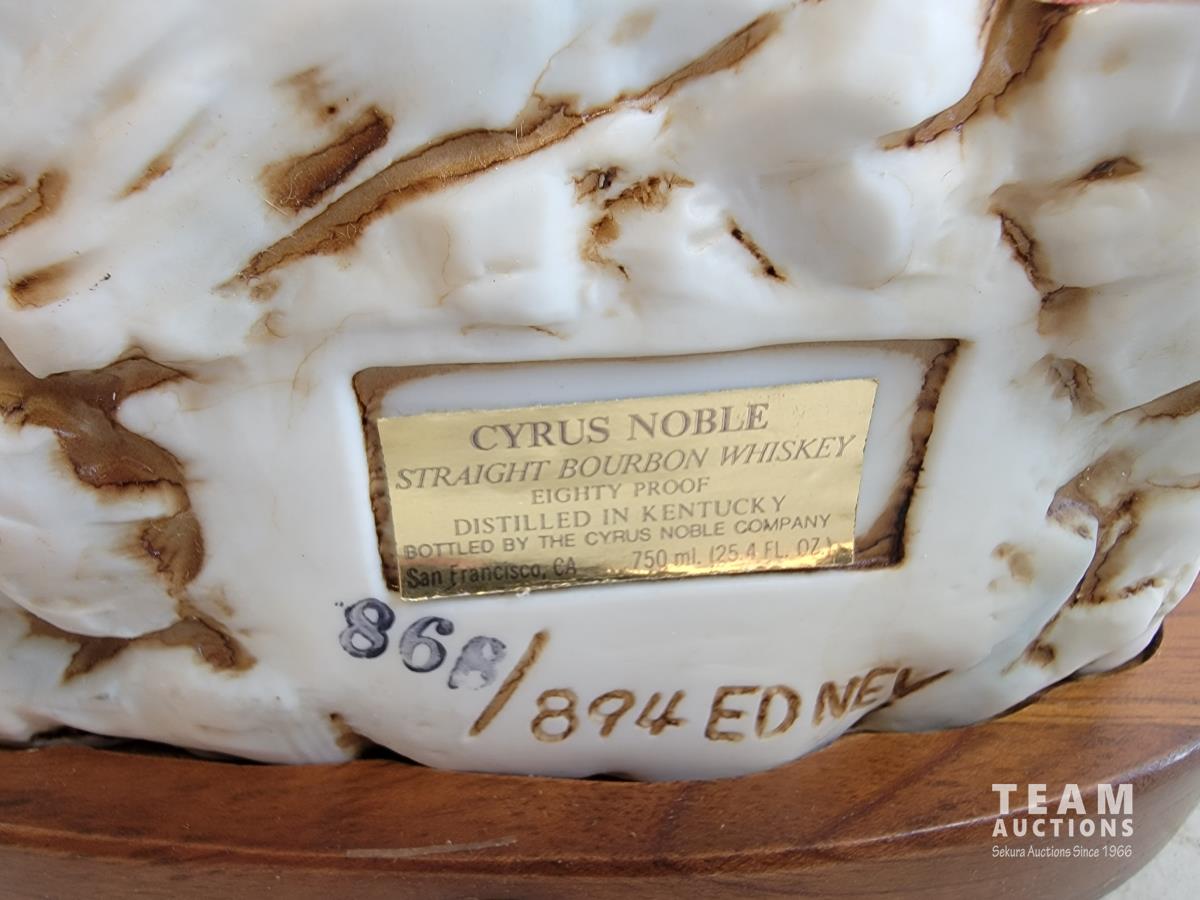 CYRUS NOBLE
STRAIGHT BOURBON WHISKEY
EIGHTY PROOF
DISTILLED IN KENTUCKY
BOTTLED BY THE CYRUS NOBLE COMPANY
San Francisco, CA 750 ml. (25.4 FL. OZ.)
868/894 ED NEL
TEAM
AUCTIONS
Sekura Auctions Since 1966